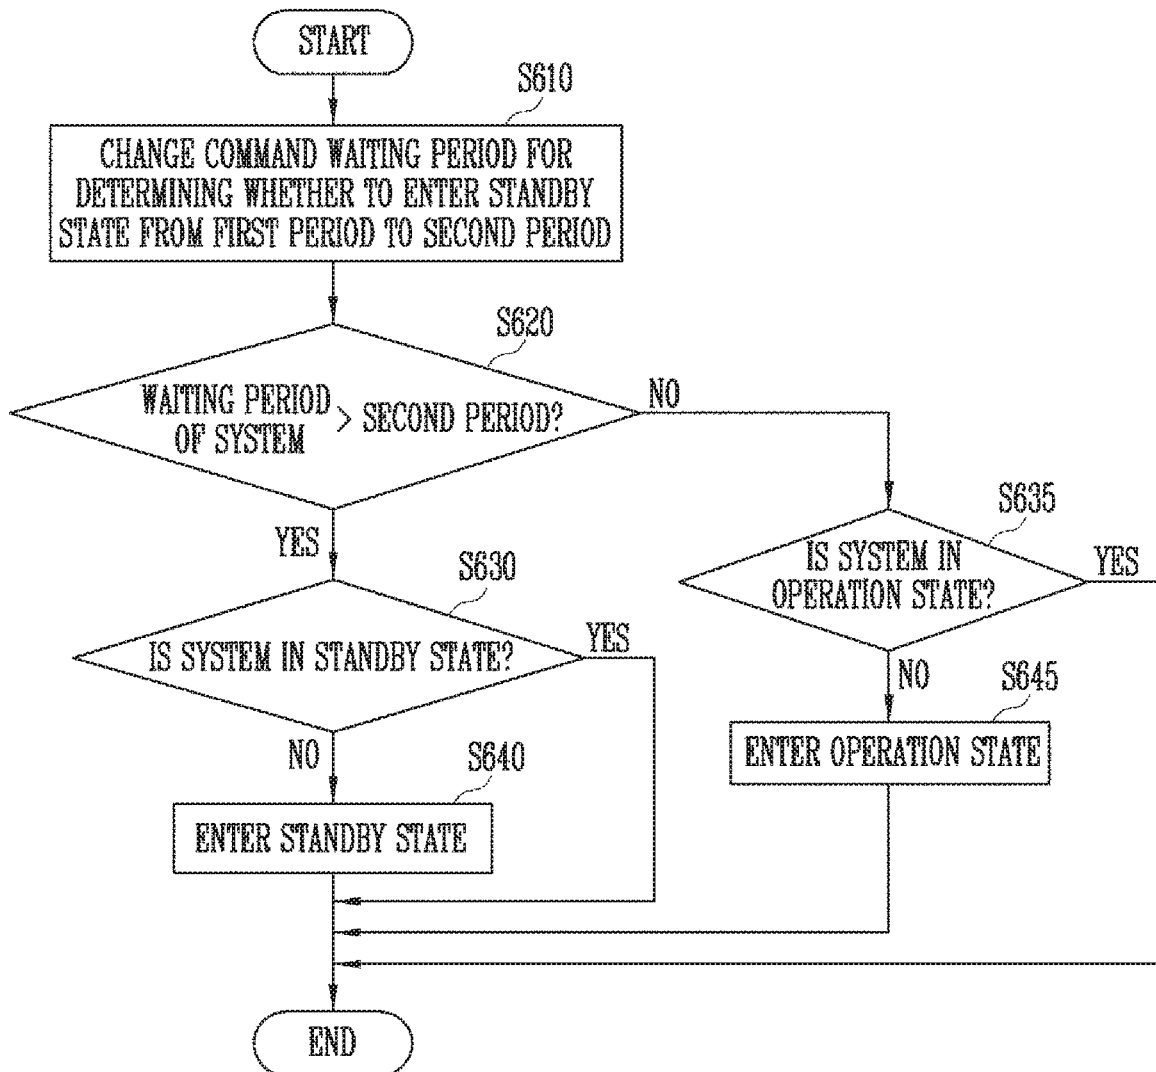 START
S610
CHANGE COMMAND WAITING PERIOD FOR
DETERMINING WHETHER TO ENTER STANDBY
STATE FROM FIRST PERIOD TO SECOND PERIOD
S620
WAITING PERIOD
OF SYSTEM
> SECOND PERIOD?
NO
YES
S635
IS SYSTEM IN
OPERATION STATE?
YES
NO
S630
IS SYSTEM IN STANDBY STATE?
YES
NO
S645
ENTER OPERATION STATE
S640
ENTER STANDBY STATE
END